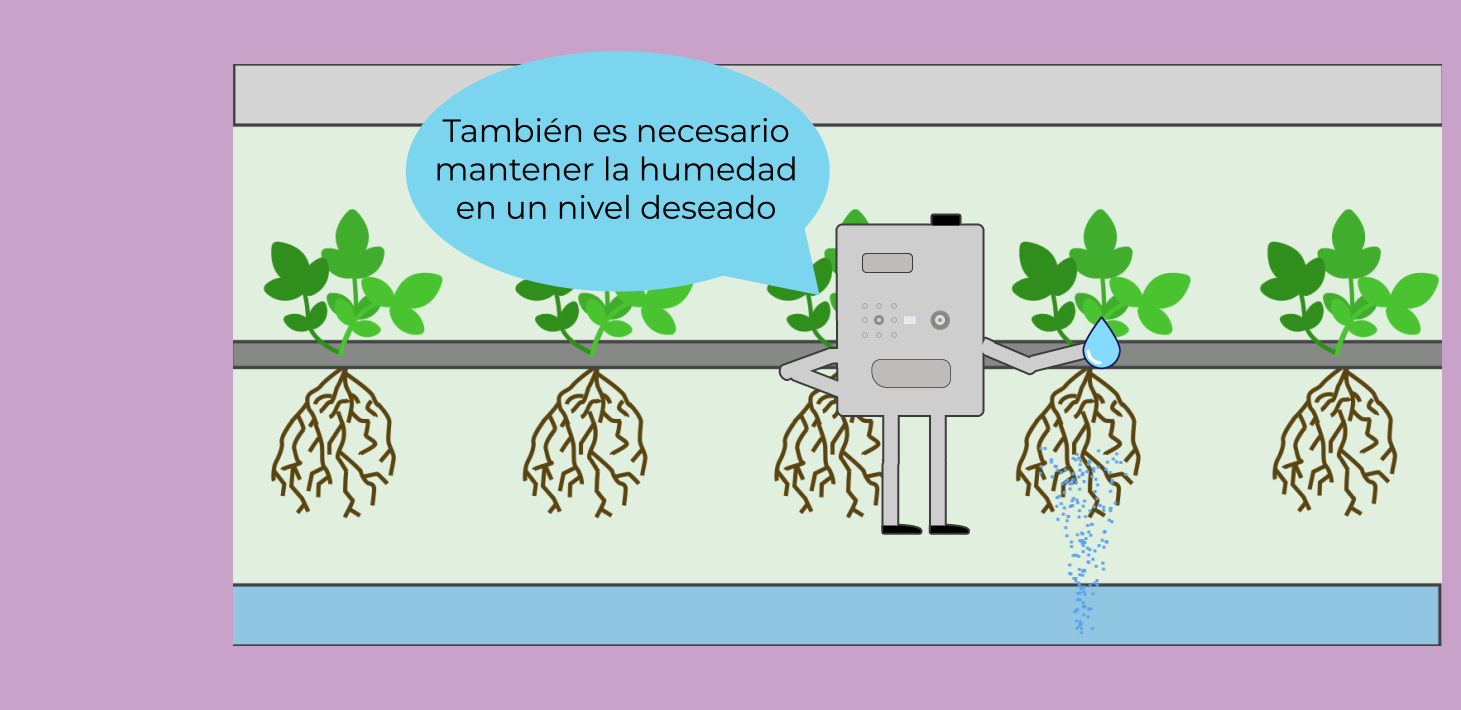 También es necesario
mantener la humedad
en un nivel deseado